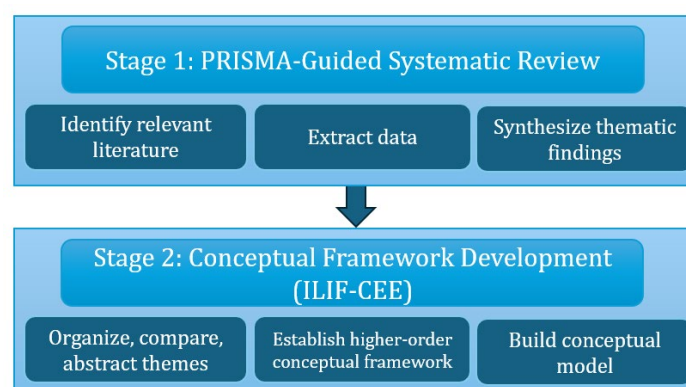 Stage 1: PRISMA-Guided Systematic Review
Identify relevant
literature
Extract data
Synthesize thematic
findings
Stage 2: Conceptual Framework Development
(ILIF-CEE)
Organize, compare,
abstract themes
Establish higher-order
conceptual framework
Build conceptual
model